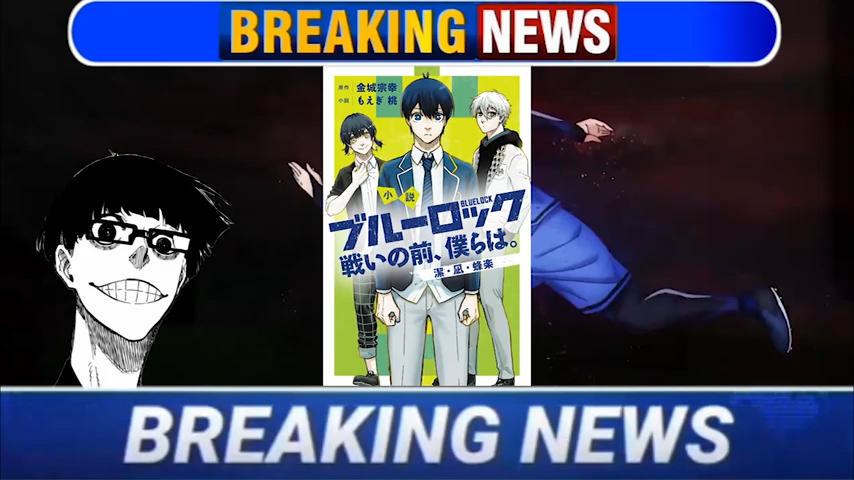 BREAKING NEWS
原作 金城宗幸
小説 もえぎ桃
小説
BLUELOCK
ブルーロック
戦いの前、僕らは。
潔・凪・蜂楽
BREAKING NEWS